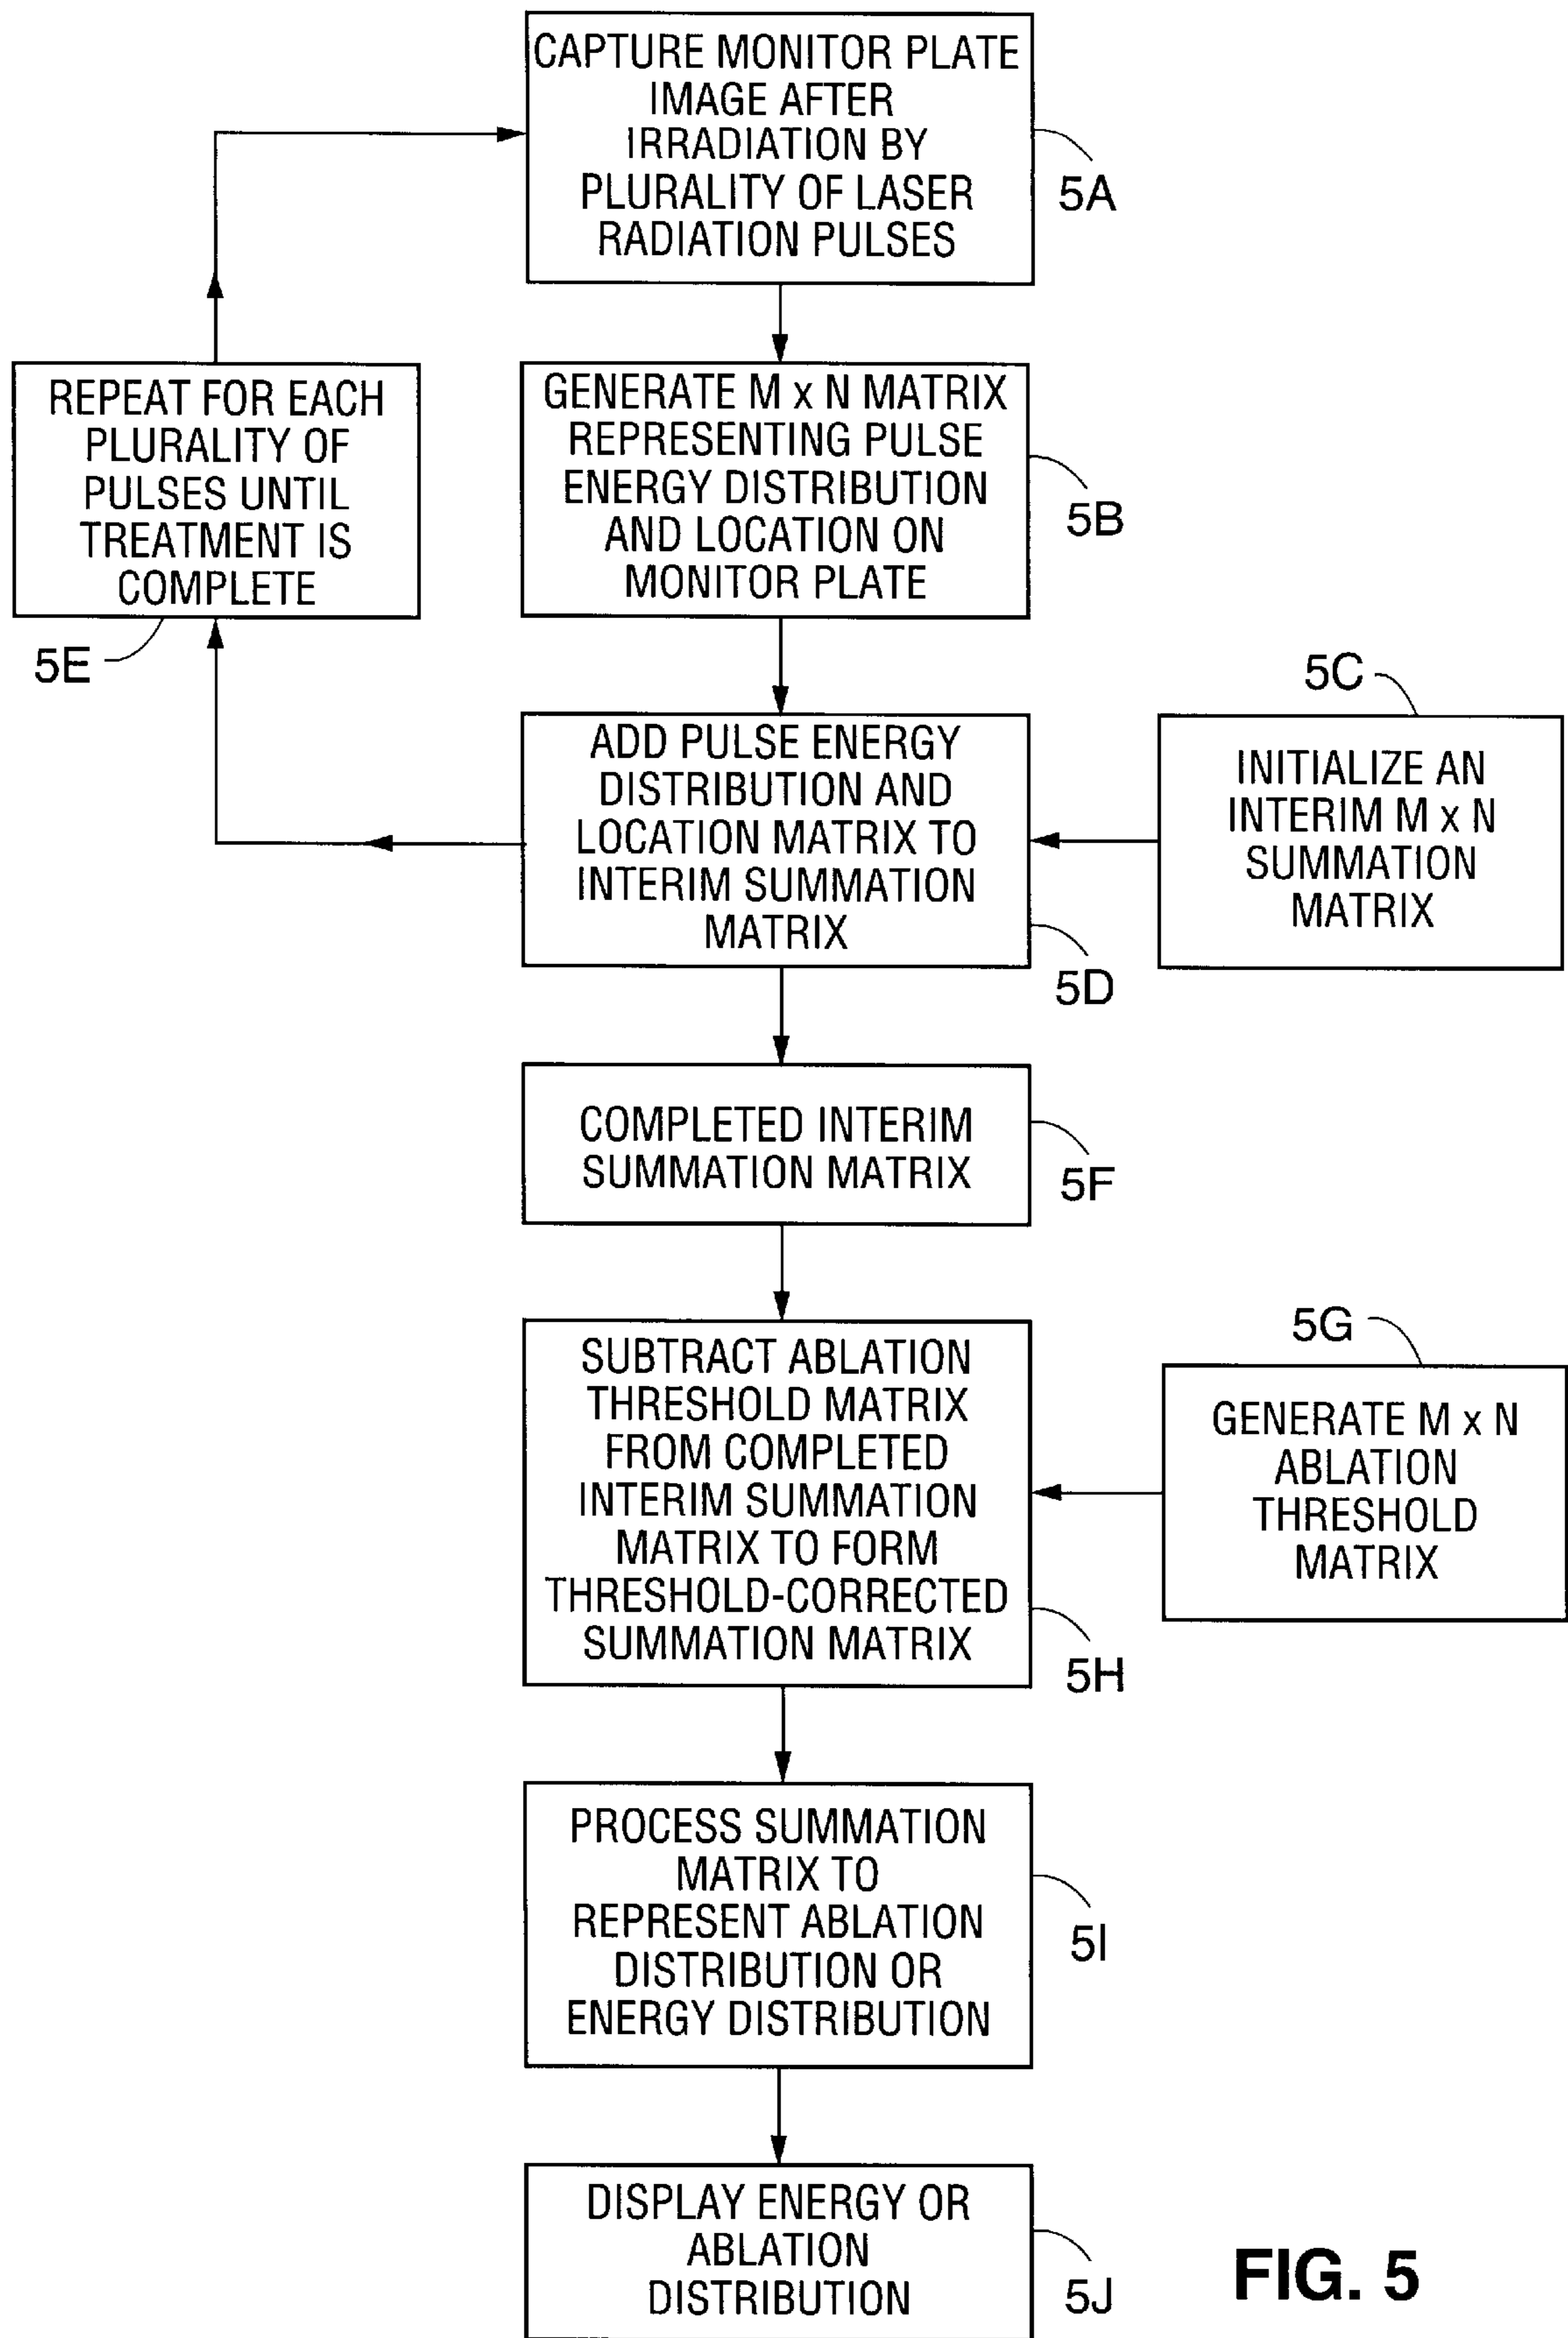 CAPTURE MONITOR PLATE
IMAGE AFTER
IRRADIATION BY
PLURALITY OF LASER
RADIATION PULSES
5A
REPEAT FOR EACH
PLURALITY OF
PULSES UNTIL
TREATMENT IS
COMPLETE
5E
GENERATE M x N MATRIX
REPRESENTING PULSE
ENERGY DISTRIBUTION
AND LOCATION ON
MONITOR PLATE
5B
5C
INITIALIZE AN
INTERIM M x N
SUMMATION
MATRIX
ADD PULSE ENERGY
DISTRIBUTION AND
LOCATION MATRIX TO
INTERIM SUMMATION
MATRIX
5D
COMPLETED INTERIM
SUMMATION MATRIX
5F
5G
GENERATE M x N
ABLATION
THRESHOLD
MATRIX
SUBTRACT ABLATION
THRESHOLD MATRIX
FROM COMPLETED
INTERIM SUMMATION
MATRIX TO FORM
THRESHOLD-CORRECTED
SUMMATION MATRIX
5H
PROCESS SUMMATION
MATRIX TO
REPRESENT ABLATION
DISTRIBUTION OR
ENERGY DISTRIBUTION
5I
DISPLAY ENERGY OR
ABLATION
DISTRIBUTION
5J
FIG. 5